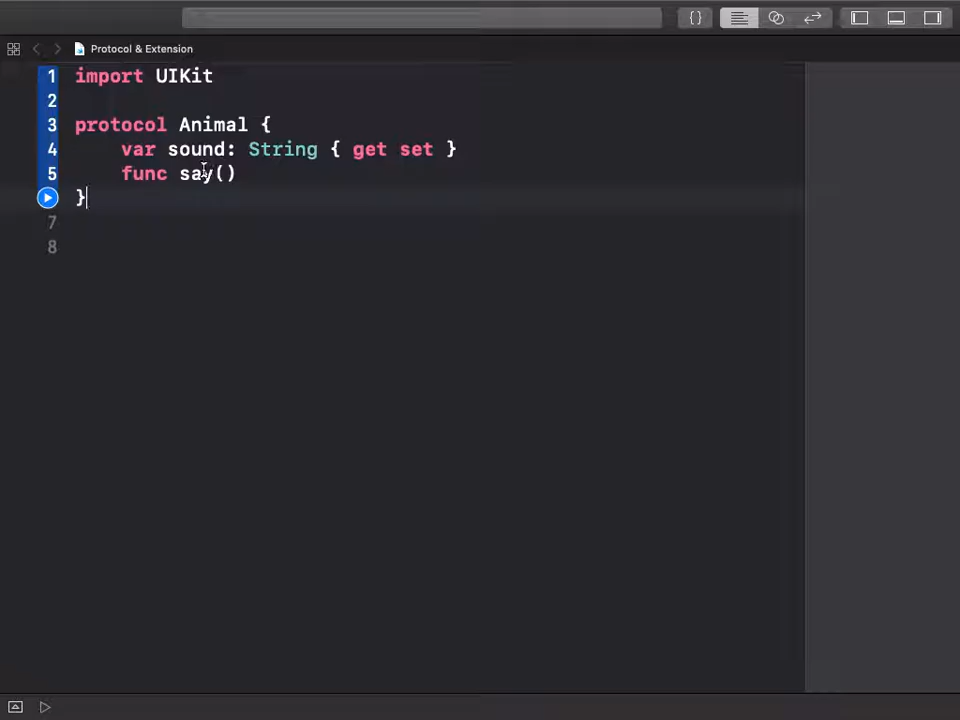 { }
Protocol & Extension
1 import UIKit
2
3 protocol Animal {
4 var sound: String { get set }
5 func say()
}
7
8